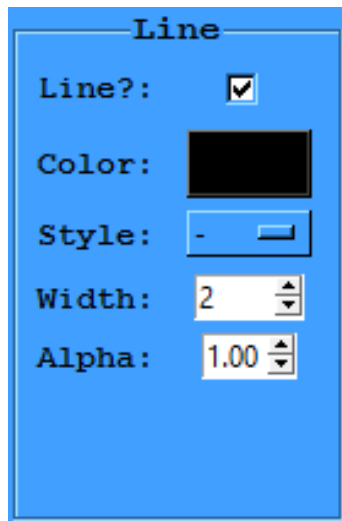 Line
Line?:
Color:
Style: -
Width: 2
Alpha: 1.00